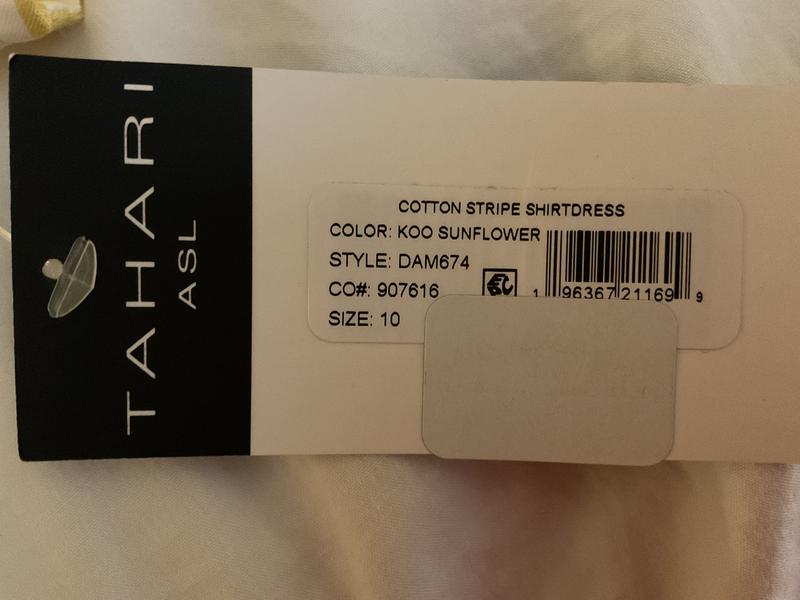 TAHARI
ASL
COTTON STRIPE SHIRTDRESS
COLOR: KOO SUNFLOWER
STYLE: DAM674
CO#: 907616
SIZE: 10
1 96367 21169 9